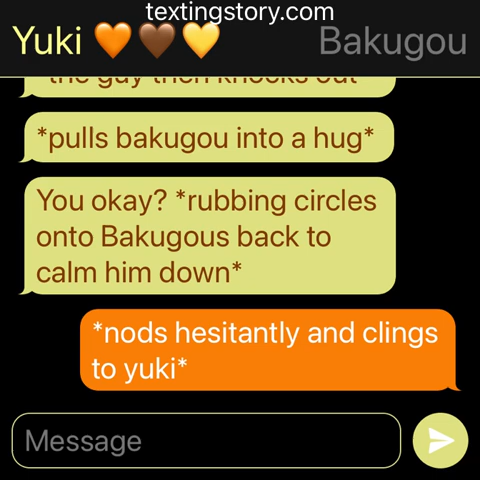 textingstory.com
Yuki 🧡🤎💛 Bakugou
*the guy then knocks out*
*pulls bakugou into a hug*
You okay? *rubbing circles
onto Bakugous back to
calm him down*
*nods hesitantly and clings
to yuki*
Message